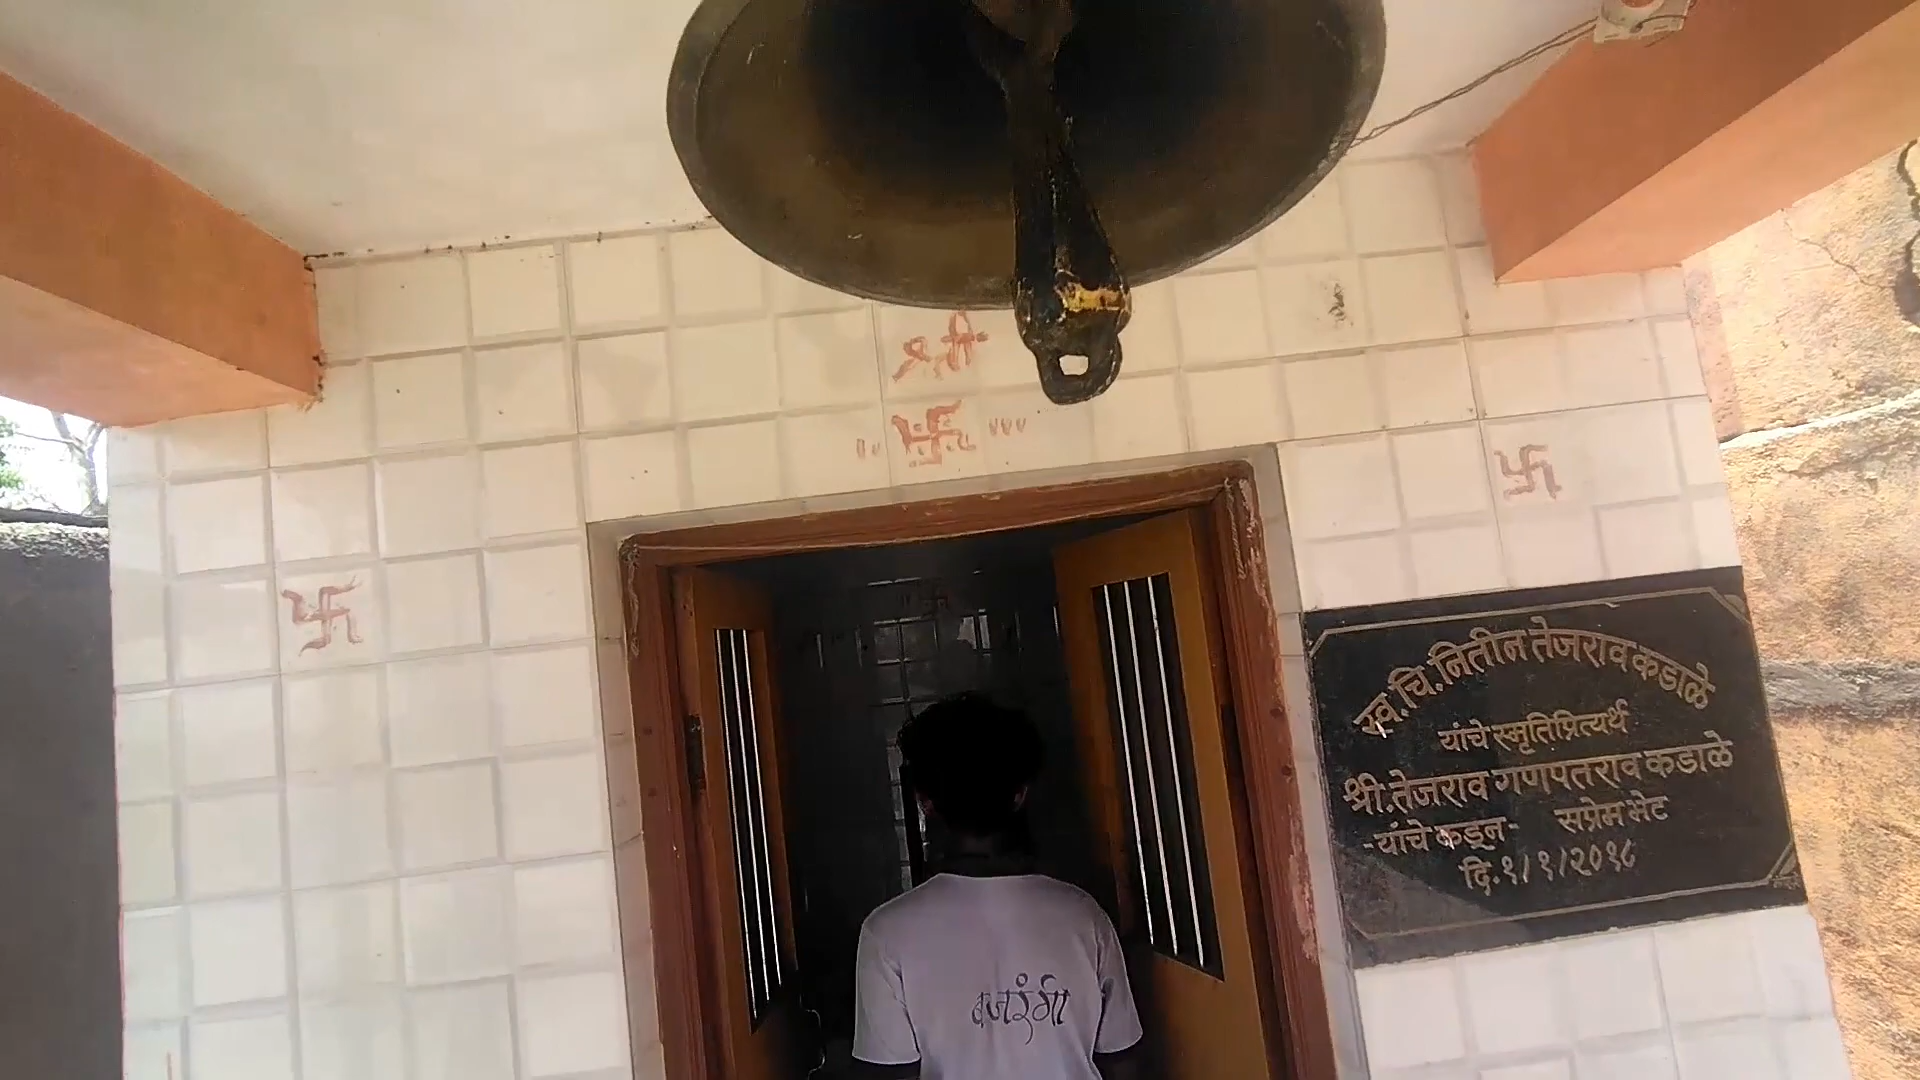 श्री
स्व. चि. नितीन तेजराव कडाळे
यांचे स्मृतिप्रित्यर्थ
श्री. तेजराव गणपतराव कडाळे
-यांचे कडून- सप्रेम भेट
दि. १/१/२०१८
बजरंगी